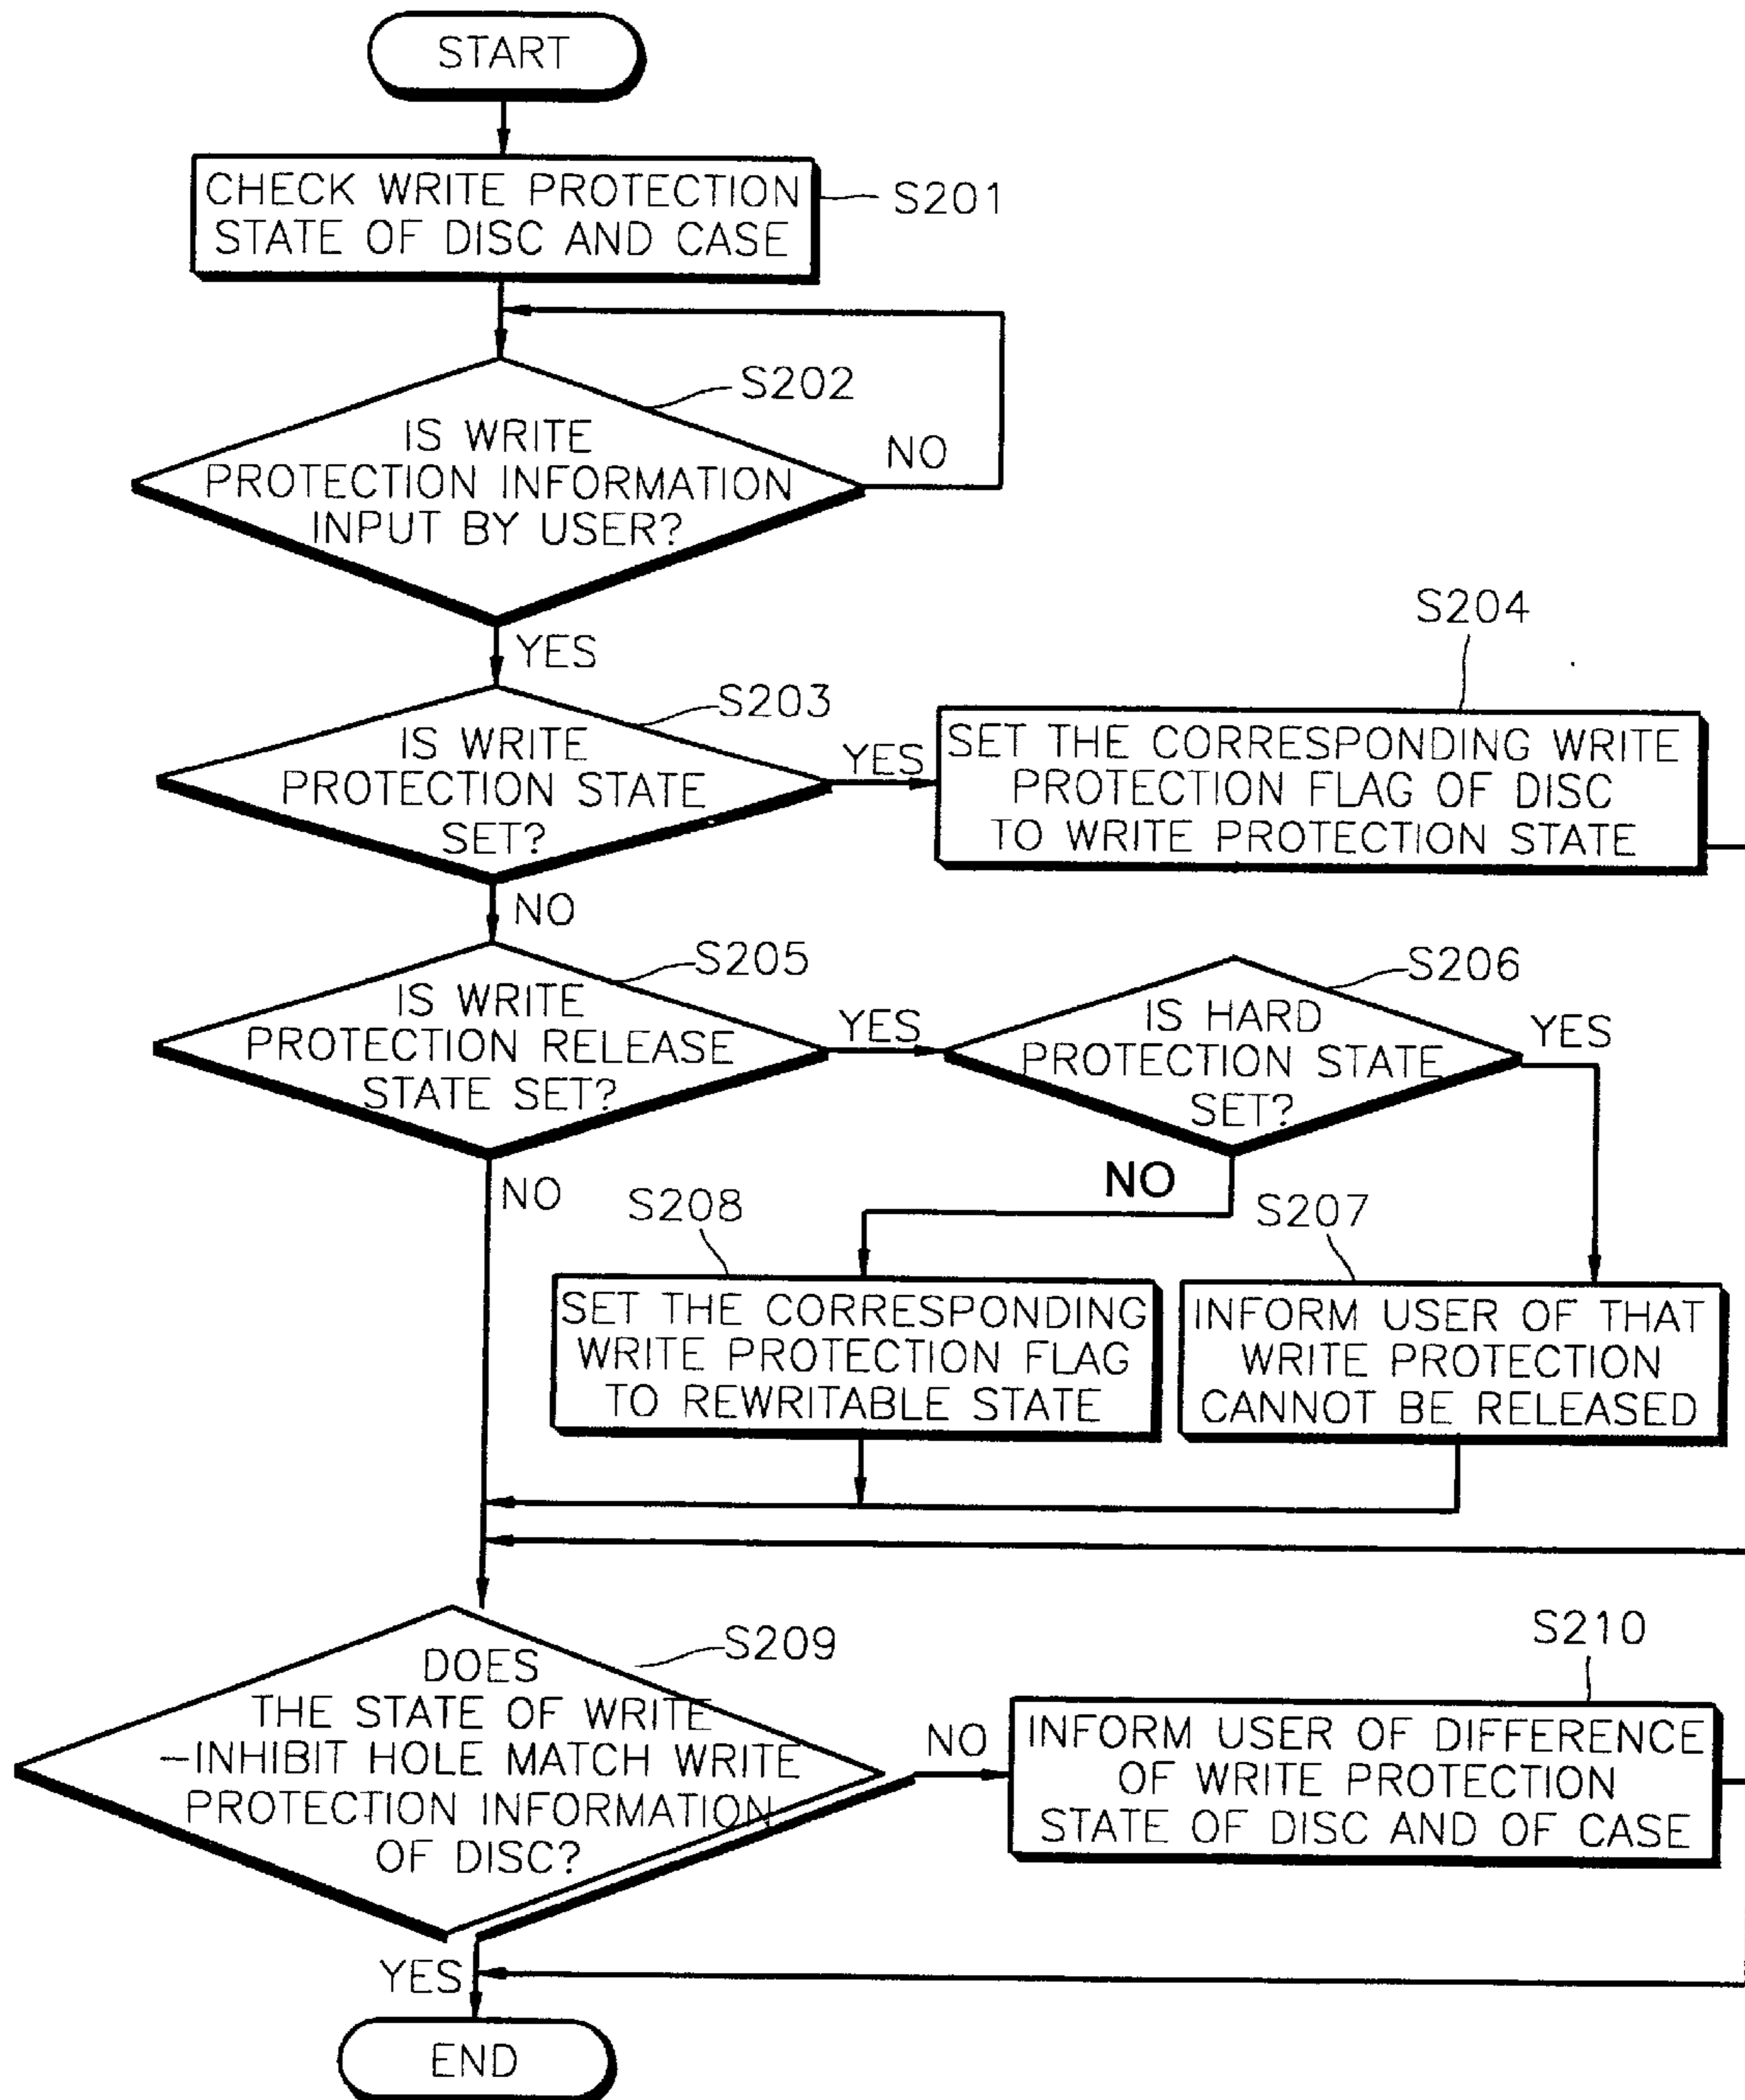 START
CHECK WRITE PROTECTION
STATE OF DISC AND CASE
S201
S202
IS WRITE
PROTECTION INFORMATION
INPUT BY USER?
NO
YES
S203
IS WRITE
PROTECTION STATE
SET?
YES
S204
SET THE CORRESPONDING WRITE
PROTECTION FLAG OF DISC
TO WRITE PROTECTION STATE
NO
S205
IS WRITE
PROTECTION RELEASE
STATE SET?
YES
S206
IS HARD
PROTECTION STATE
SET?
YES
NO
NO
S208
SET THE CORRESPONDING
WRITE PROTECTION FLAG
TO REWRITABLE STATE
S207
INFORM USER OF THAT
WRITE PROTECTION
CANNOT BE RELEASED
S209
DOES
THE STATE OF WRITE
-INHIBIT HOLE MATCH WRITE
PROTECTION INFORMATION
OF DISC?
NO
S210
INFORM USER OF DIFFERENCE
OF WRITE PROTECTION
STATE OF DISC AND OF CASE
YES
END